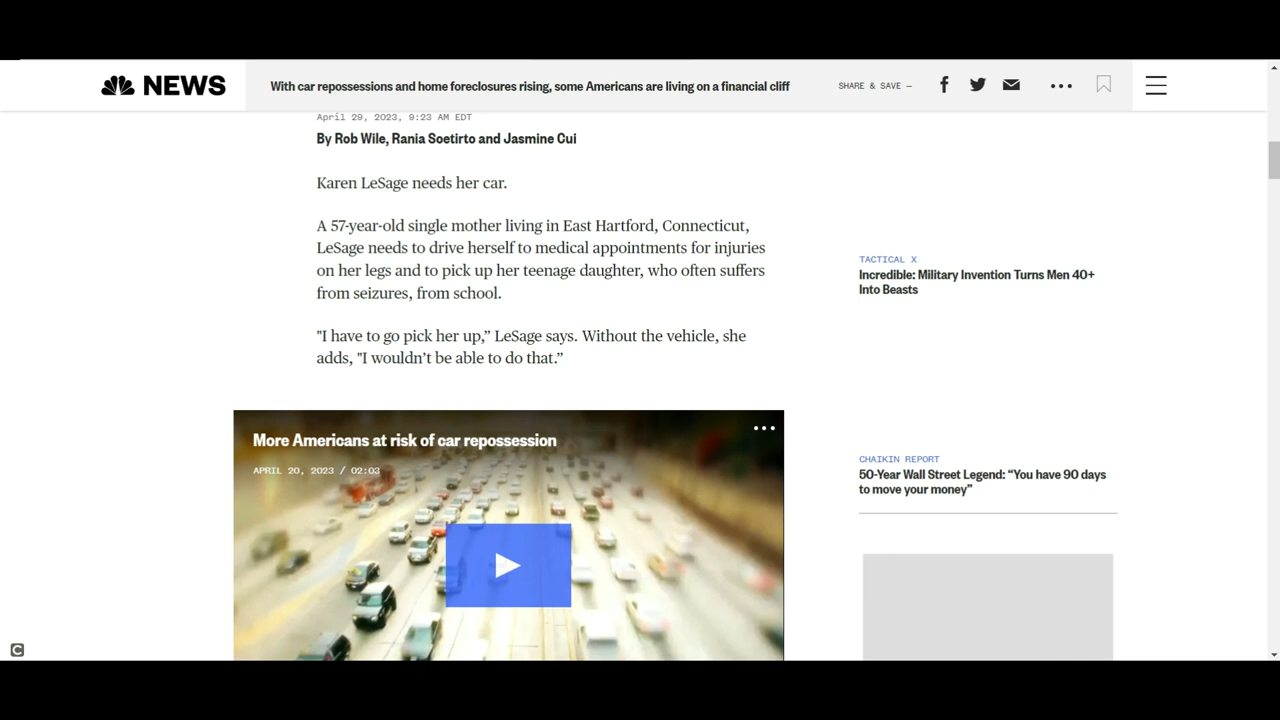 NEWS
With car repossessions and home foreclosures rising, some Americans are living on a financial cliff
SHARE & SAVE —
April 29, 2023, 9:23 AM EDT
By Rob Wile, Rania Soetirto and Jasmine Cui
Karen LeSage needs her car.
A 57-year-old single mother living in East Hartford, Connecticut,
LeSage needs to drive herself to medical appointments for injuries
on her legs and to pick up her teenage daughter, who often suffers
from seizures, from school.
"I have to go pick her up,” LeSage says. Without the vehicle, she
adds, "I wouldn’t be able to do that.”
More Americans at risk of car repossession
APRIL 20, 2023 / 02:03
TACTICAL X
Incredible: Military Invention Turns Men 40+
Into Beasts
CHAIKIN REPORT
50-Year Wall Street Legend: “You have 90 days
to move your money”
C